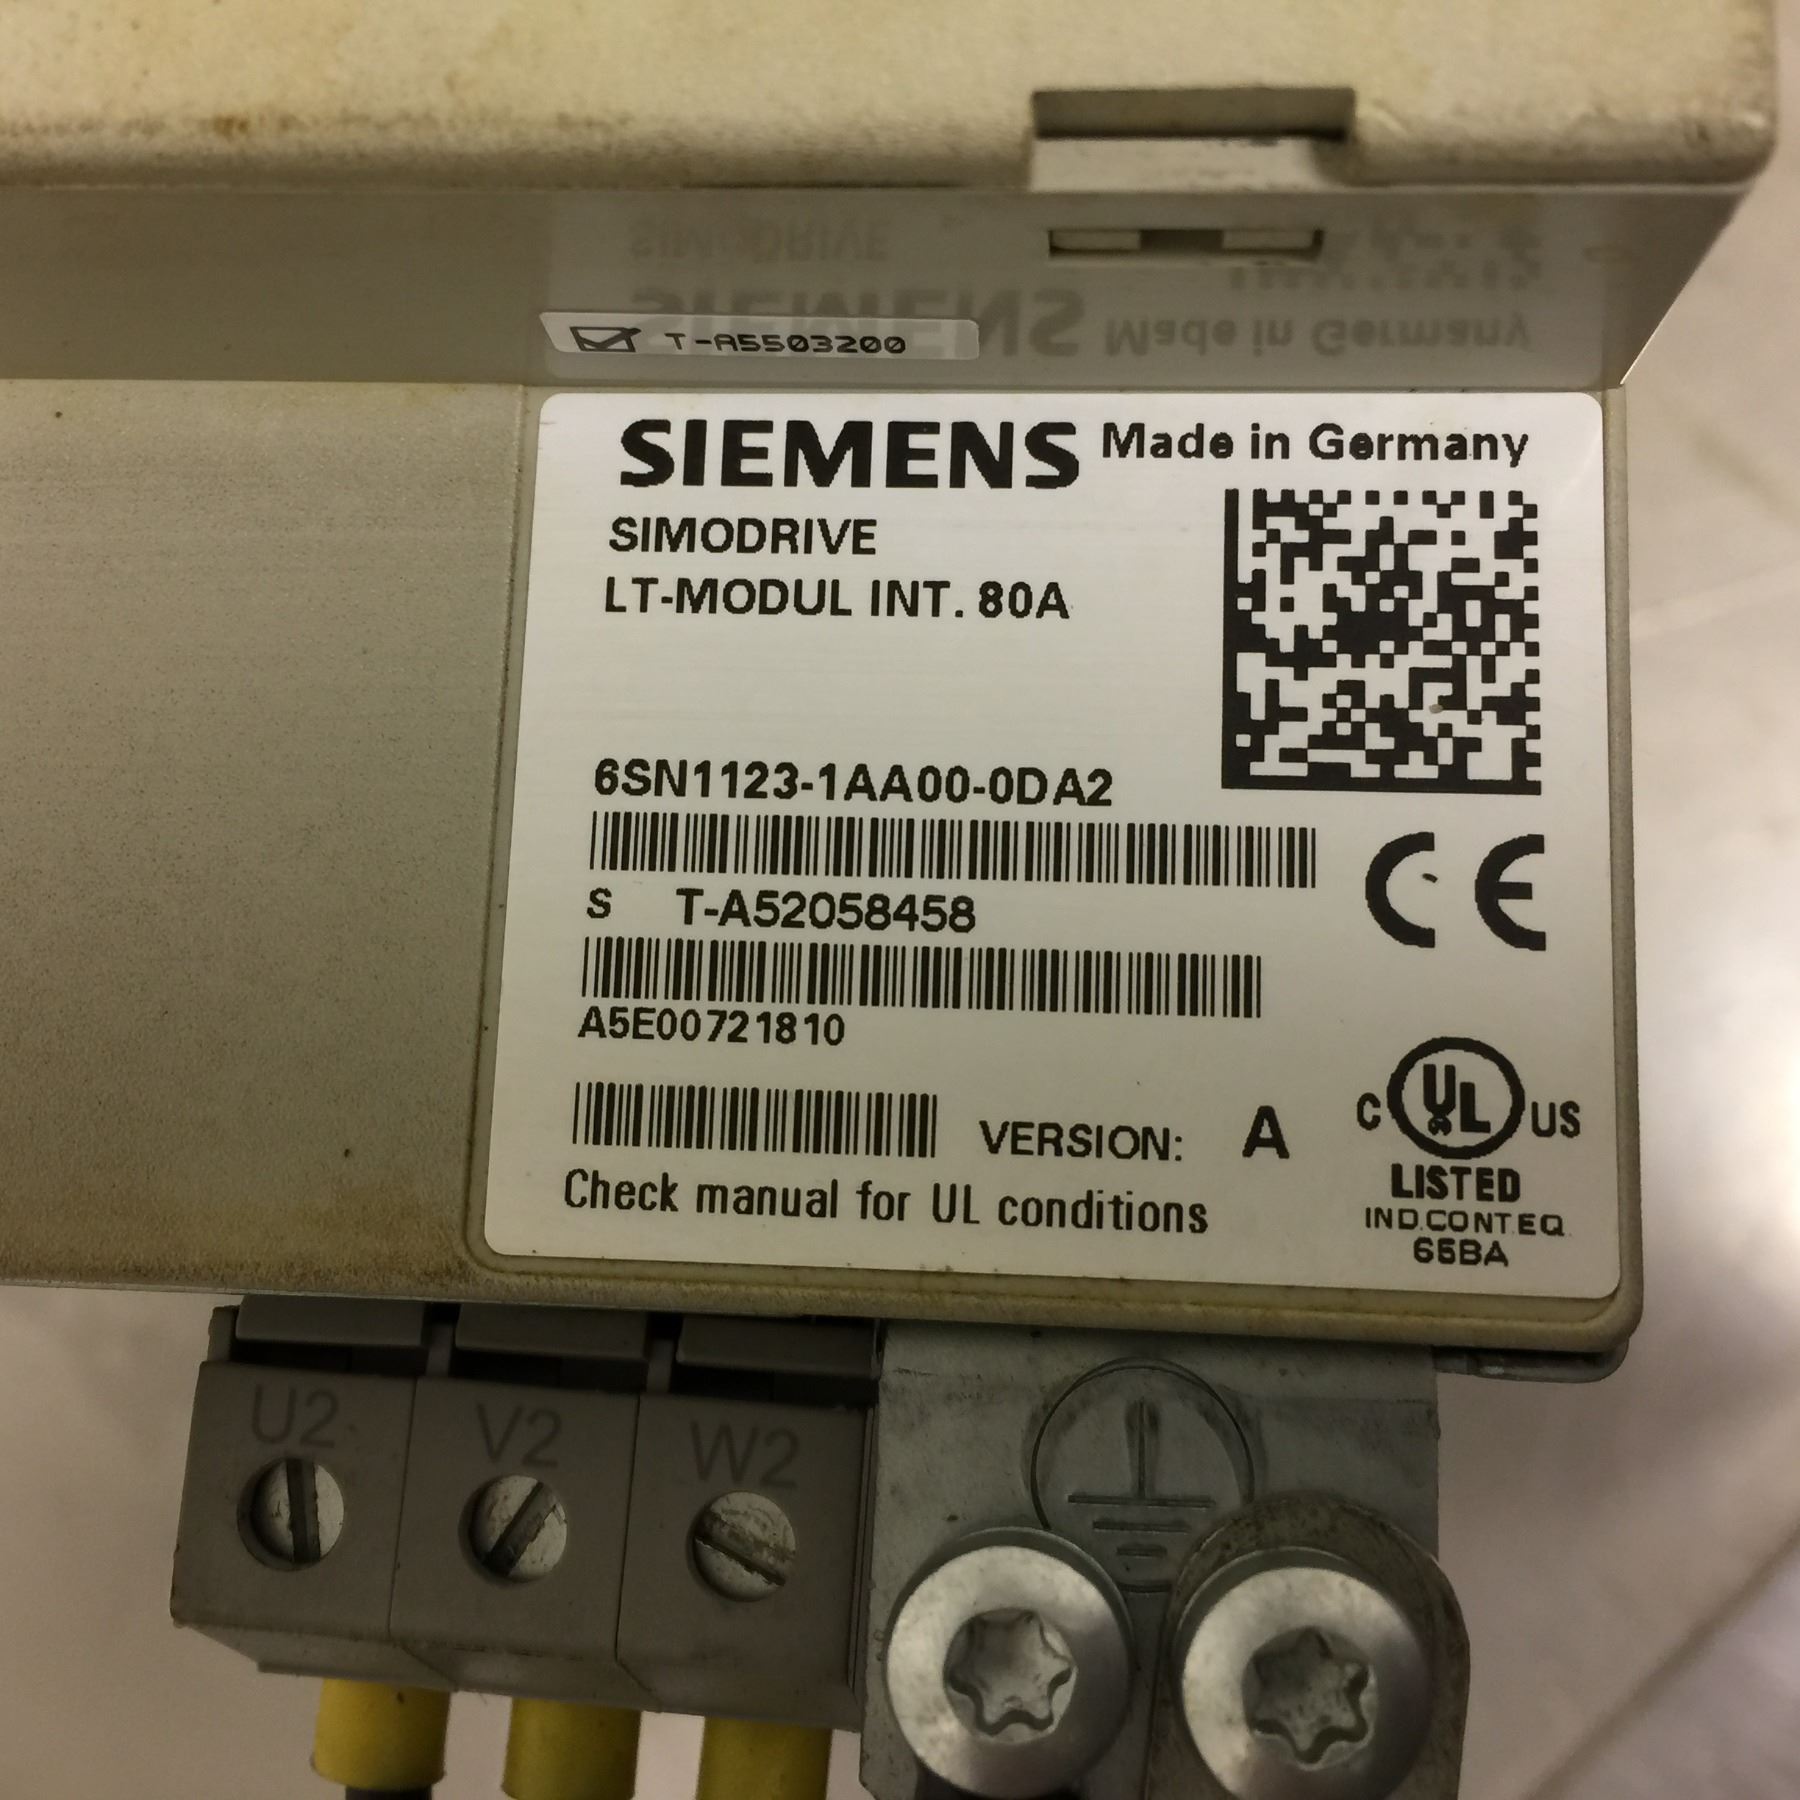 T-A5503200
SIEMENS Made in Germany
SIMODRIVE
LT-MODUL INT. 80A
6SN1123-1AA00-0DA2
S T-A52058458
A5E00721810
VERSION: A
Check manual for UL conditions
C UL US
LISTED
IND.CONT.EQ.
65BA
U2 V2 W2